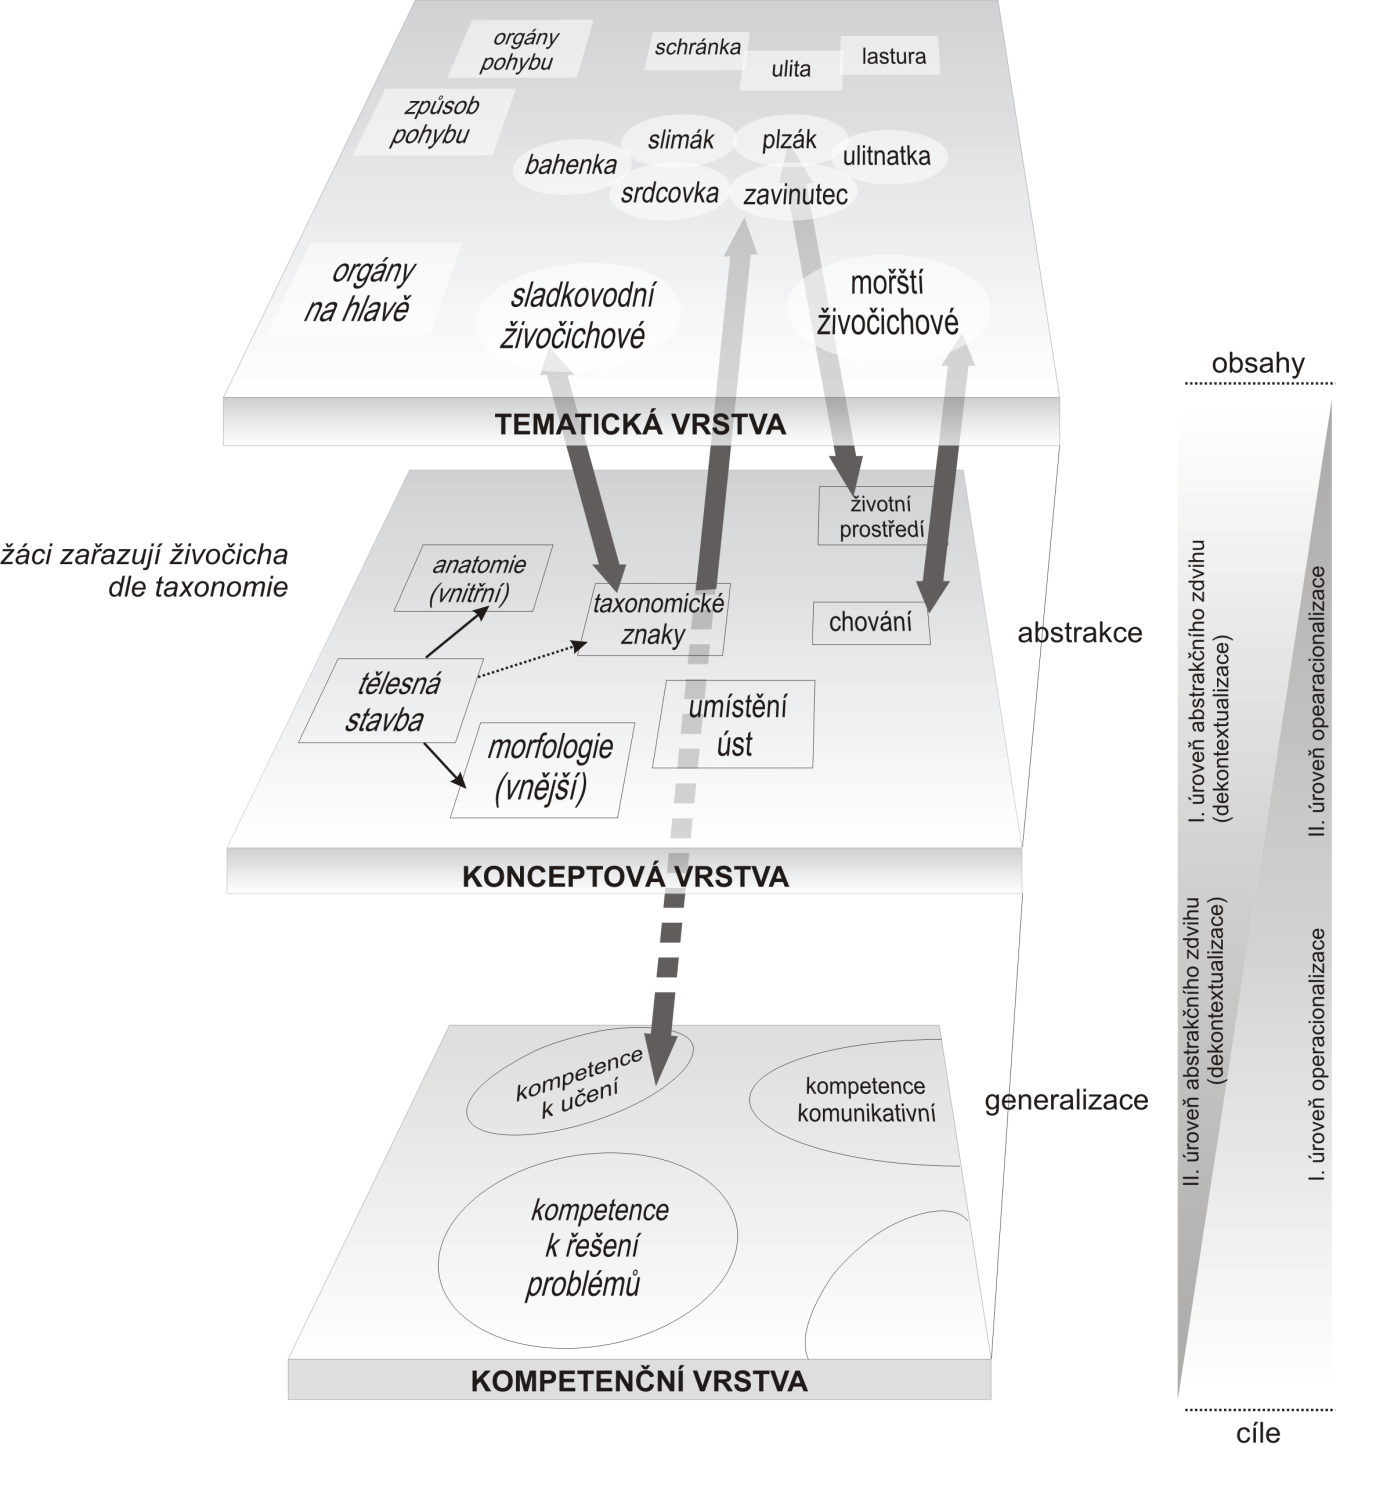 orgány
pohybu
schránka
ulita
lastura
způsob
pohybu
slimák
plzák
bahenka
ulitnatka
srdcovka
zavinutec
orgány
na hlavě
sladkovodní
živočichové
mořští
živočichové
TEMATICKÁ VRSTVA
obsahy
žáci zařazují živočicha
dle taxonomie
anatomie
(vnitřní)
taxonomické
znaky
životní
prostředí
chování
abstrakce
tělesná
stavba
morfologie
(vnější)
umístění
úst
KONCEPTOVÁ VRSTVA
I. úroveň abstrakčního zdvihu
(dekontextualizace)
II. úroveň opearacionalizace
II. úroveň abstrakčního zdvihu
(dekontextualizace)
I. úroveň operacionalizace
kompetence
k učení
kompetence
komunikativní
generalizace
kompetence
k řešení
problémů
KOMPETENČNÍ VRSTVA
cíle